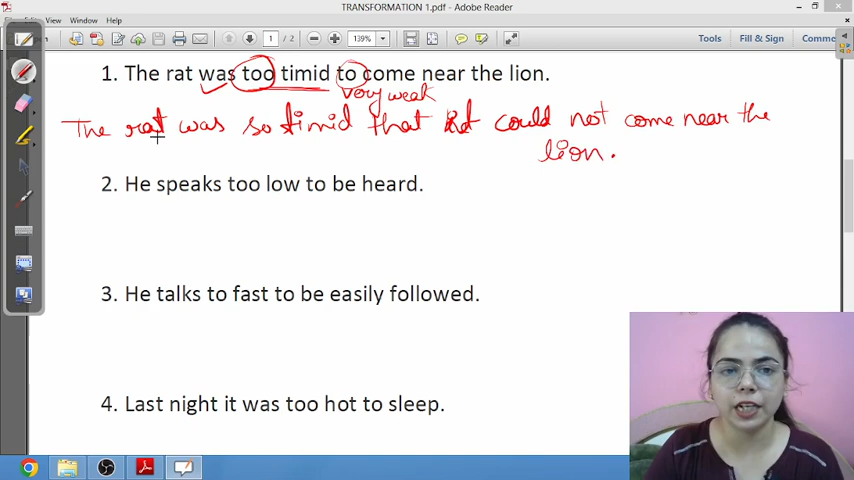 TRANSFORMATION 1.pdf - Adobe Reader
Edit View Window Help
1 / 2 139% Tools Fill & Sign Comme
1. The rat was too timid to come near the lion.
very weak
The rat was so timid that it could not come near the
lion.
2. He speaks too low to be heard.
3. He talks to fast to be easily followed.
4. Last night it was too hot to sleep.